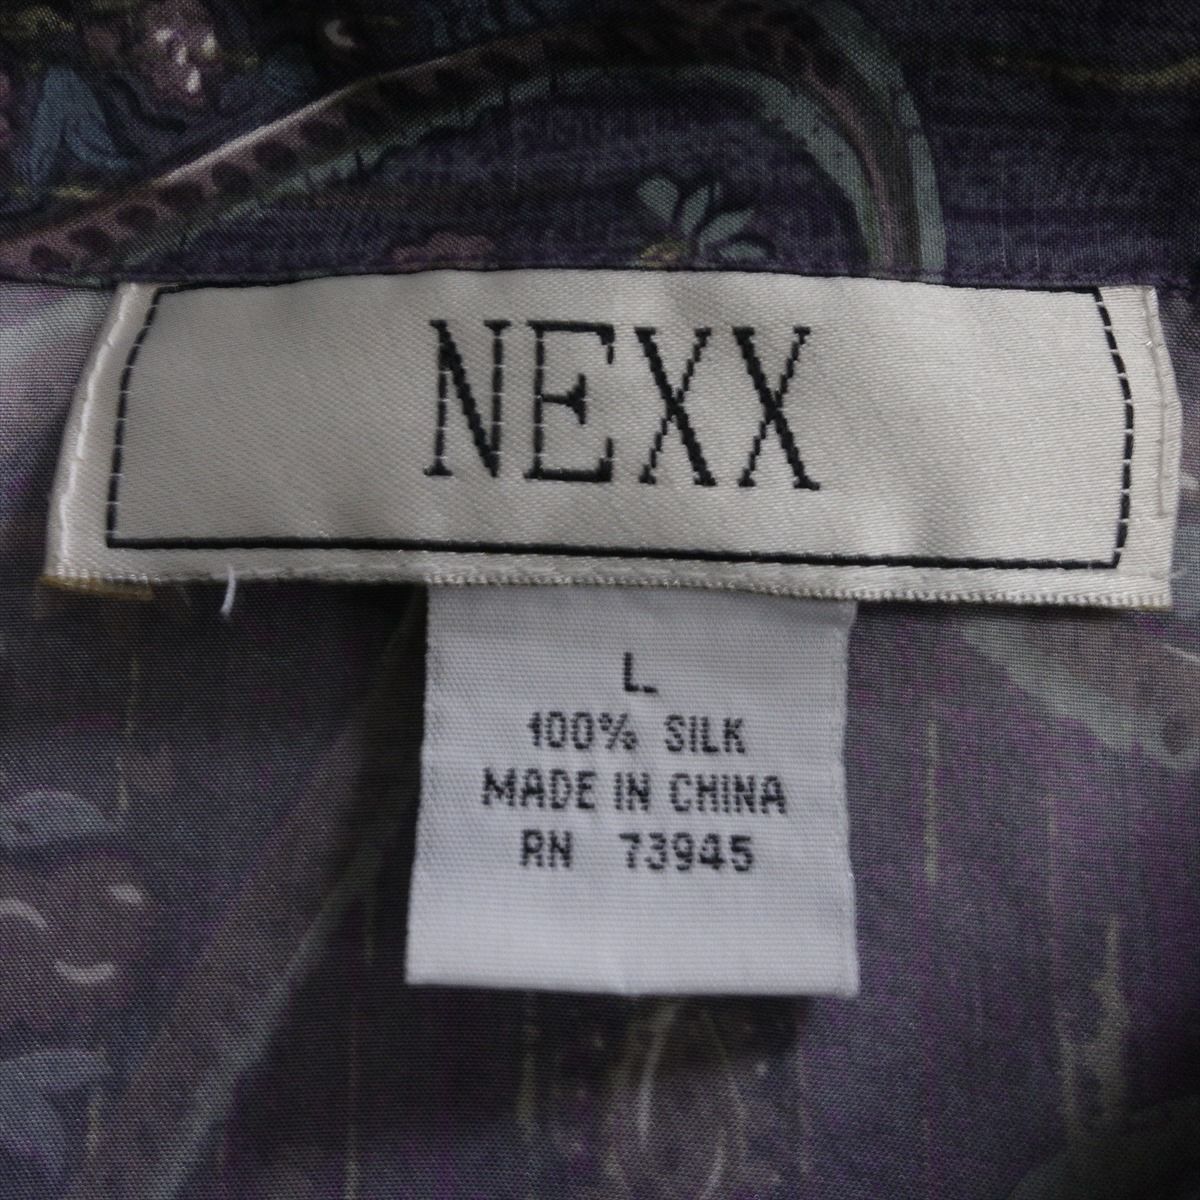 NEXX
L
100% SILK
MADE IN CHINA
RN 73945